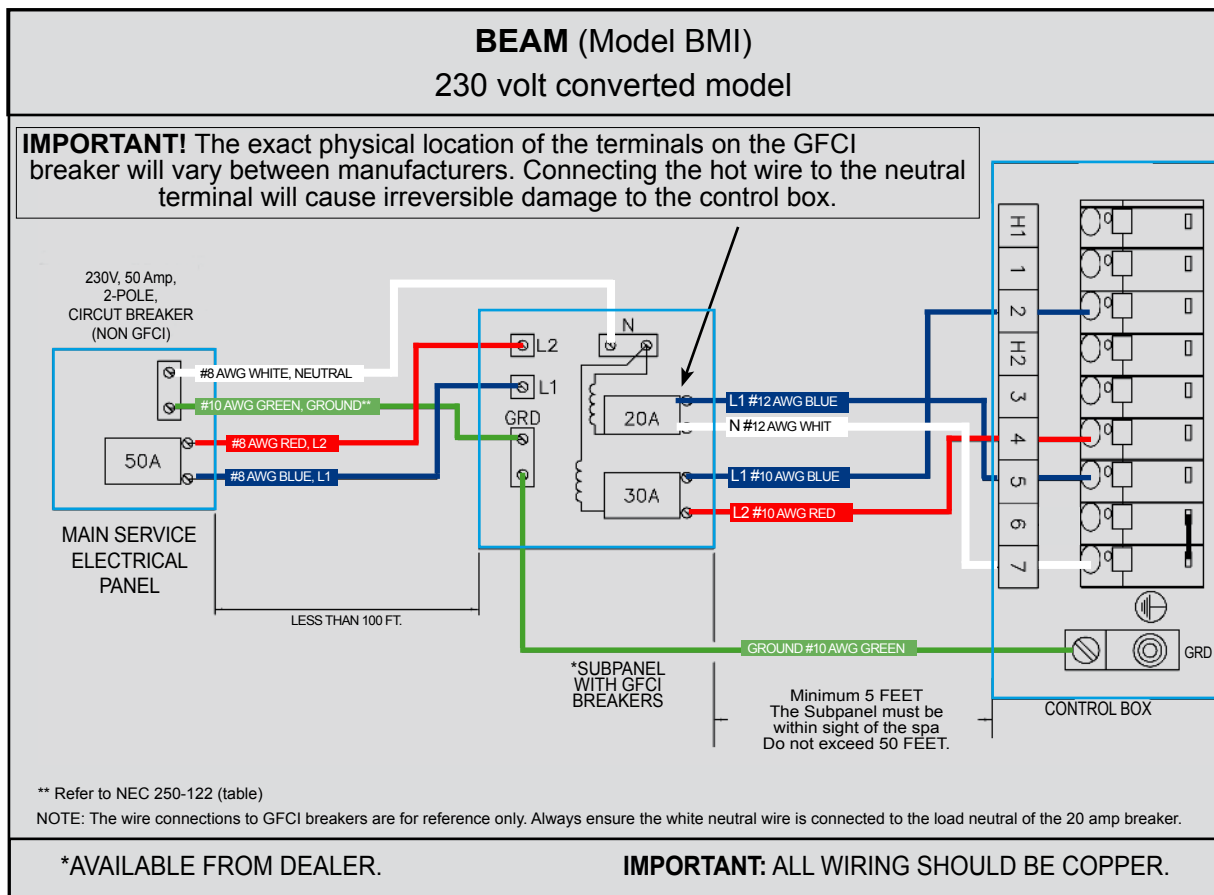 BEAM (Model BMI)
230 volt converted model
IMPORTANT! The exact physical location of the terminals on the GFCI
breaker will vary between manufacturers. Connecting the hot wire to the neutral
terminal will cause irreversible damage to the control box.
230V, 50 Amp,
2-POLE,
CIRCUT BREAKER
(NON GFCI)
#8 AWG WHITE, NEUTRAL
#10 AWG GREEN, GROUND**
#8 AWG RED, L2
#8 AWG BLUE, L1
50A
MAIN SERVICE
ELECTRICAL
PANEL
LESS THAN 100 FT.
L2
L1
GRD
N
20A
30A
*SUBPANEL
WITH GFCI
BREAKERS
L1 #12 AWG BLUE
N #12 AWG WHIT
L1 #10 AWG BLUE
L2 #10 AWG RED
GROUND #10 AWG GREEN
Minimum 5 FEET
The Subpanel must be
within sight of the spa
Do not exceed 50 FEET.
H1
1
2
H2
3
4
5
6
7
GRD
CONTROL BOX
** Refer to NEC 250-122 (table)
NOTE: The wire connections to GFCI breakers are for reference only. Always ensure the white neutral wire is connected to the load neutral of the 20 amp breaker.
*AVAILABLE FROM DEALER.
IMPORTANT: ALL WIRING SHOULD BE COPPER.